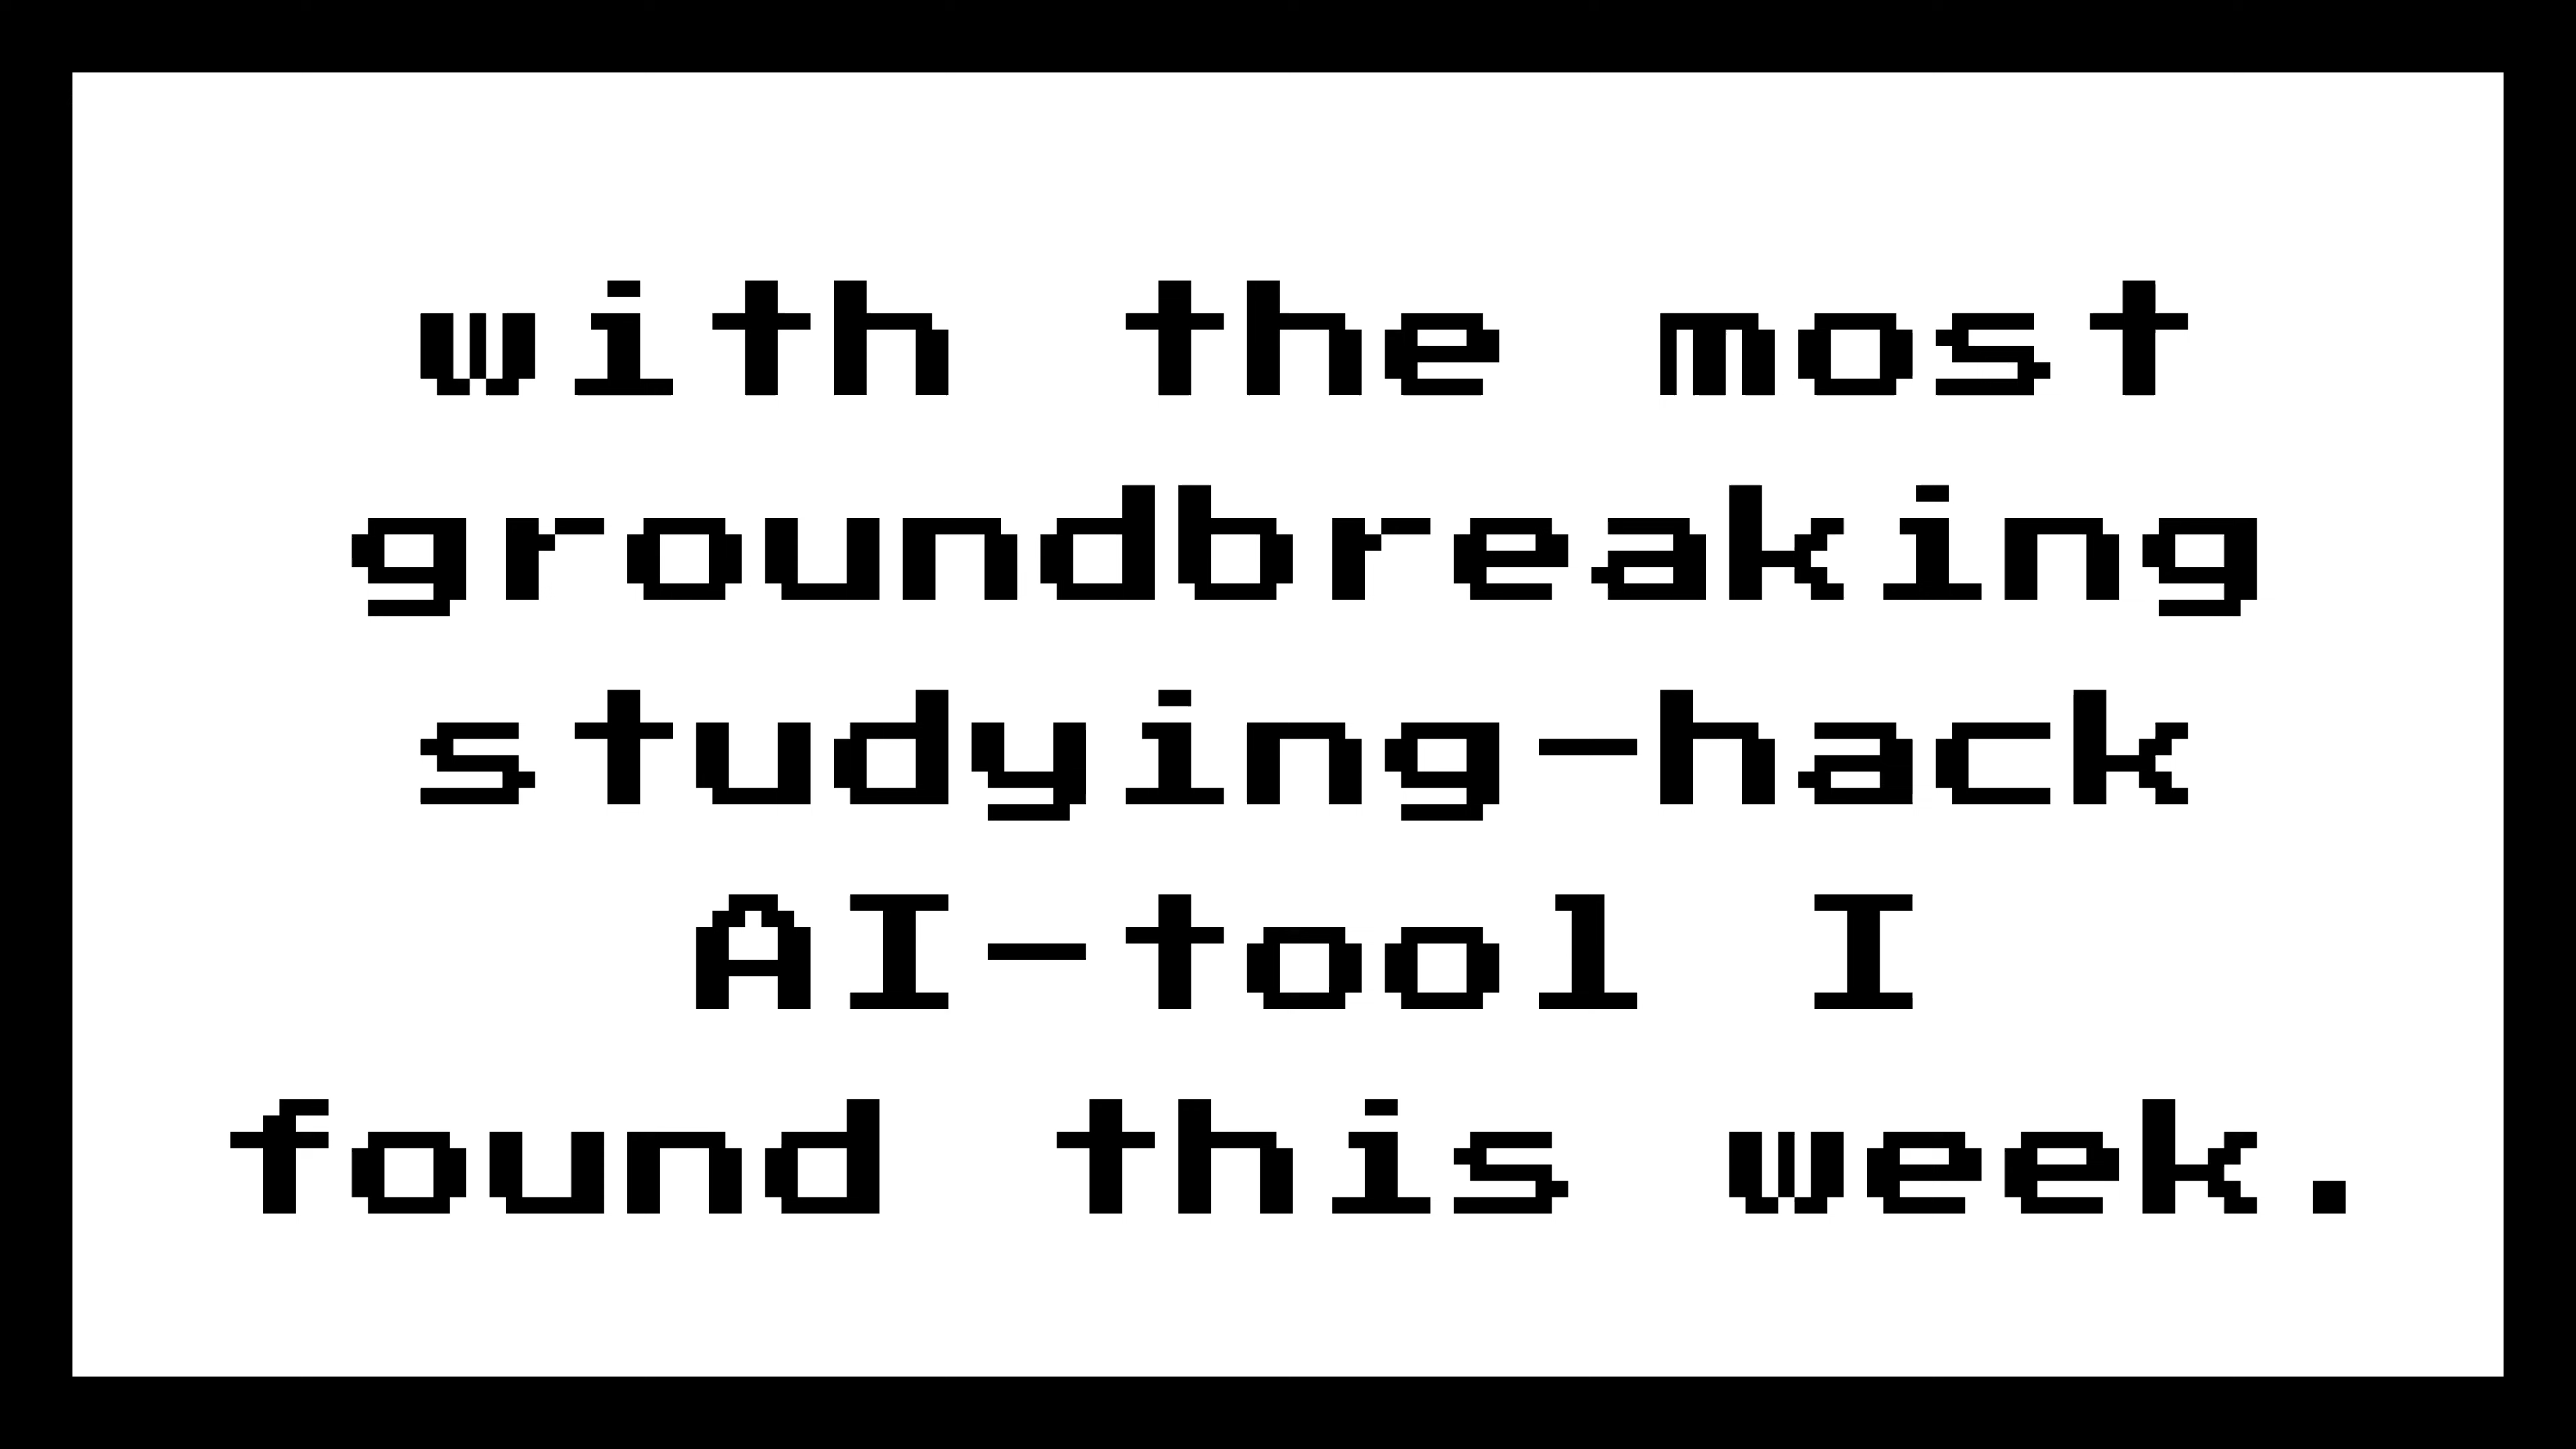 with the most
groundbreaking
studying-hack
AI-tool I
found this week.